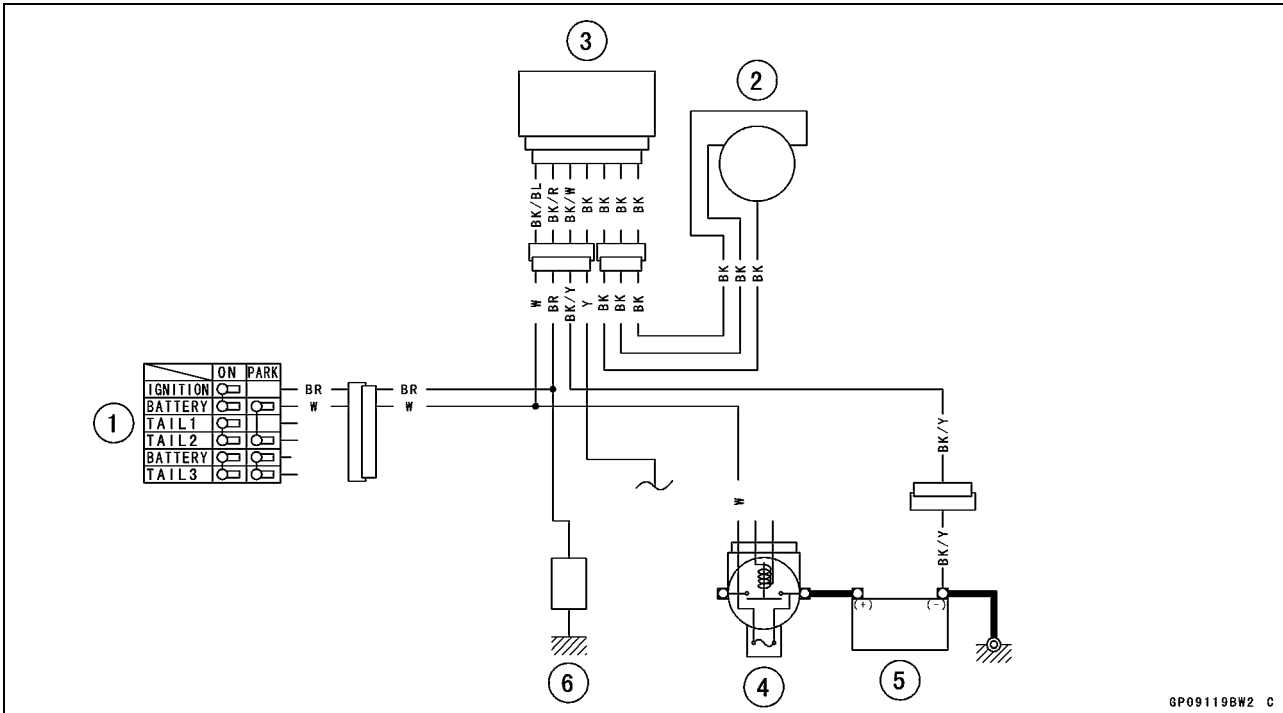 3
2
BK/BL
BK/R
BK/W
BK
BK
BK
BK
BK
BK
BK
W
BR
BK/Y
Y
BK
BK
BK
ON PARK
IGNITION
BATTERY
TAIL1
TAIL2
BATTERY
TAIL3
1
BR
W
BR
W
BK/Y
W
BK/Y
(+)
(-)
6
4
5
GP09119BW2 C